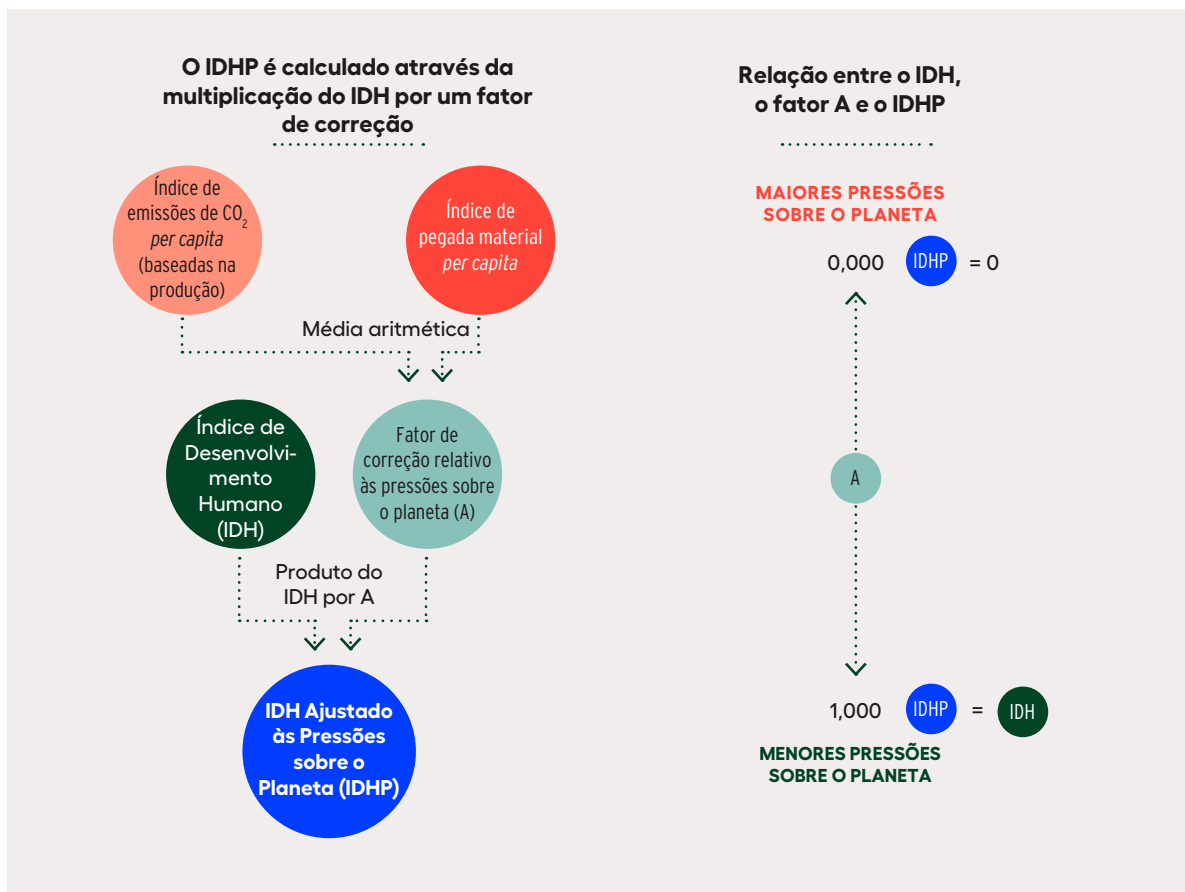 O IDHP é calculado através da
multiplicação do IDH por um fator
de correção
Índice de
emissões de CO₂
per capita
(baseadas na
produção)
Índice de
pegada material
per capita
Média aritmética
Índice de
Desenvolvi-
mento
Humano
(IDH)
Fator de
correção relativo
às pressões sobre
o planeta (A)
Produto do
IDH por A
IDH Ajustado
às Pressões
sobre o
Planeta (IDHP)
Relação entre o IDH,
o fator A e o IDHP
MAIORES PRESSÕES
SOBRE O PLANETA
0,000 IDHP = 0
A
1,000 IDHP = IDH
MENORES PRESSÕES
SOBRE O PLANETA